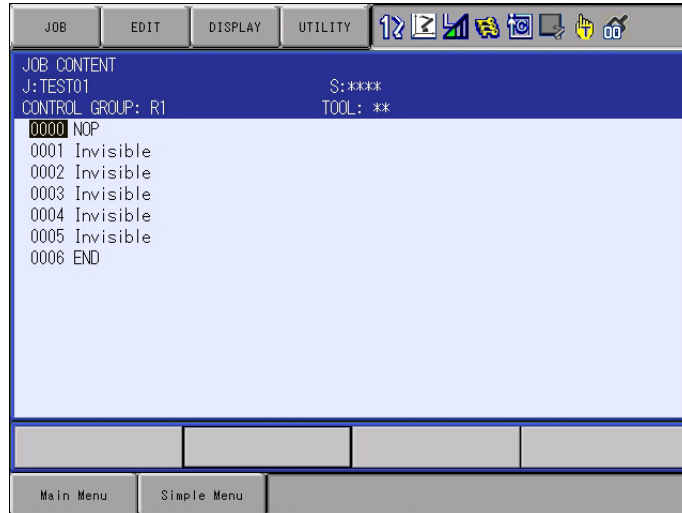 JOB EDIT DISPLAY UTILITY
JOB CONTENT
J:TEST01 S:****
CONTROL GROUP: R1 TOOL: **
0000 NOP
0001 Invisible
0002 Invisible
0003 Invisible
0004 Invisible
0005 Invisible
0006 END
Main Menu Simple Menu